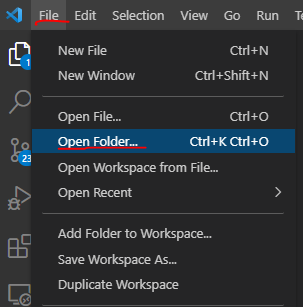 File Edit Selection View Go Run
New File Ctrl+N
1
New Window Ctrl+Shift+N
Open File... Ctrl+O
Open Folder... Ctrl+K Ctrl+O
23
Open Workspace from File...
Open Recent
Add Folder to Workspace...
Save Workspace As...
Duplicate Workspace